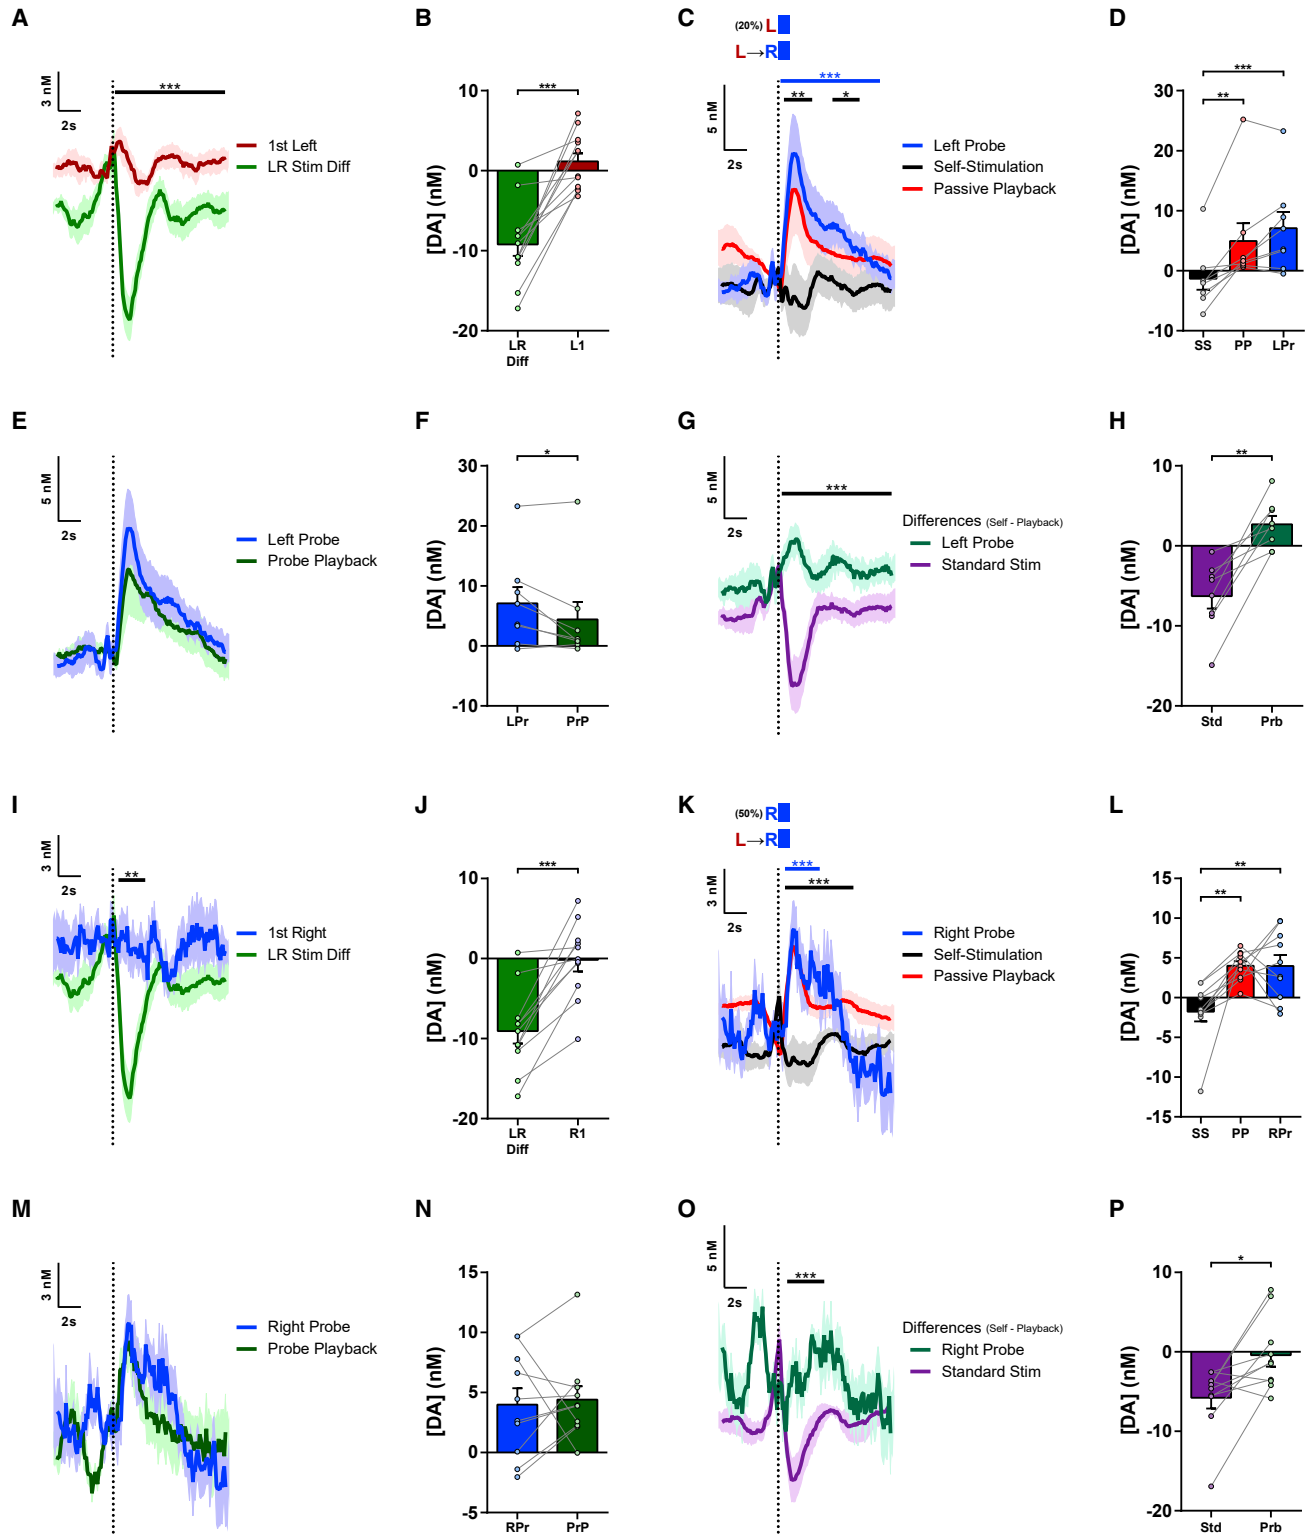 A
3 nM
2s
***
1st Left
LR Stim Diff
B
[DA] (nM)
10
0
-10
-20
***
LR
Diff
L1
C
(20%) L
L→R
5 nM
2s
***
**
*
Left Probe
Self-Stimulation
Passive Playback
D
[DA] (nM)
30
20
10
0
-10
***
**
SS
PP
LPr
E
5 nM
2s
Left Probe
Probe Playback
F
[DA] (nM)
30
20
10
0
-10
*
LPr
PrP
G
5 nM
2s
***
Differences (Self - Playback)
Left Probe
Standard Stim
H
[DA] (nM)
10
0
-10
-20
**
Std
Prb
I
3 nM
2s
**
1st Right
LR Stim Diff
J
[DA] (nM)
10
0
-10
-20
***
LR
Diff
R1
K
(50%) R
L→R
3 nM
2s
***
***
Right Probe
Self-Stimulation
Passive Playback
L
[DA] (nM)
15
10
5
0
-5
-10
-15
**
**
SS
PP
RPr
M
3 nM
2s
Right Probe
Probe Playback
N
[DA] (nM)
15
10
5
0
-5
RPr
PrP
O
5 nM
2s
***
Differences (Self - Playback)
Right Probe
Standard Stim
P
[DA] (nM)
10
0
-10
-20
*
Std
Prb